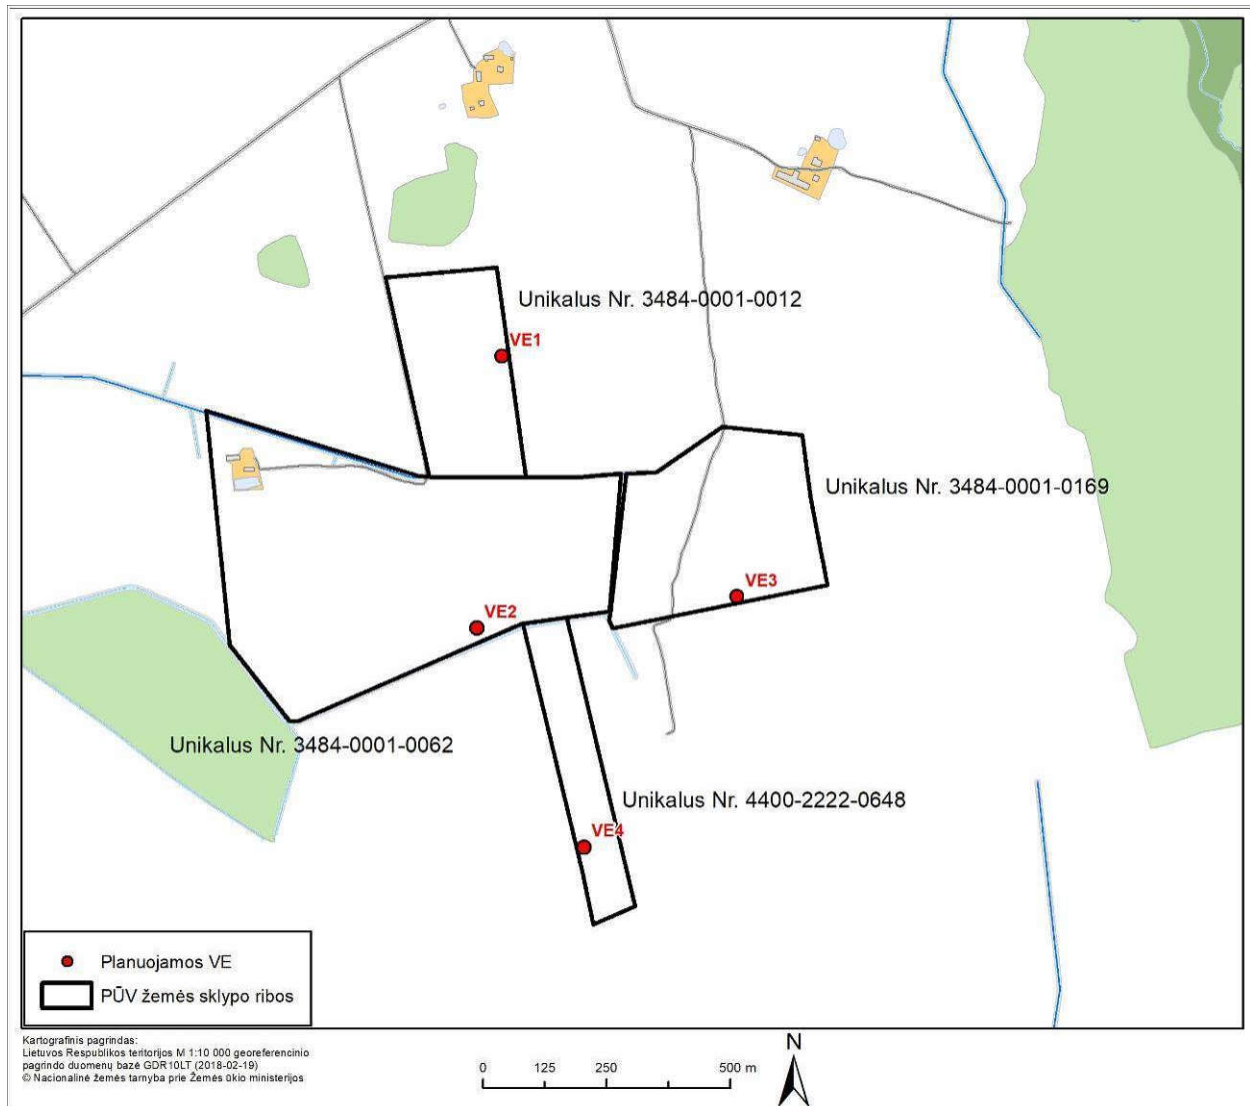 Unikalus Nr. 3484-0001-0012
VE1
Unikalus Nr. 3484-0001-0169
VE3
VE2
Unikalus Nr. 3484-0001-0062
Unikalus Nr. 4400-2222-0648
VE4
Planuojamos VE
PŪV žemės sklypo ribos
Kartografinis pagrindas:
Lietuvos Respublikos teritorijos M 1:10 000 georeferencinio
pagrindo duomenų bazė GDR10LT (2018-02-19)
© Nacionalinė žemės tarnyba prie Žemės ūkio ministerijos
0 125 250 500 m
N